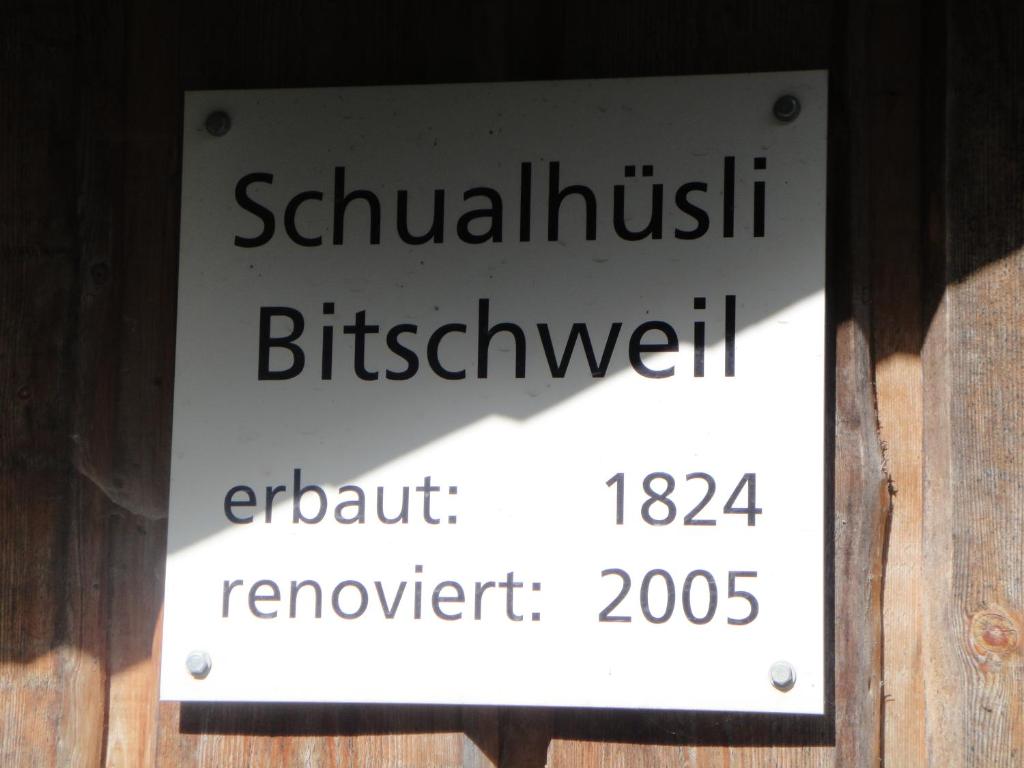 Schualhüsli
Bitschweil
erbaut: 1824
renoviert: 2005